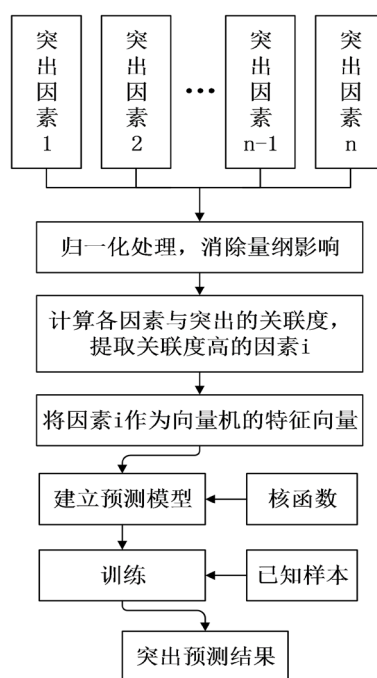 突出因素1
突出因素2
…
突出因素n-1
突出因素n
归一化处理，消除量纲影响
计算各因素与突出的关联度，
提取关联度高的因素i
将因素i作为向量机的特征向量
建立预测模型
核函数
训练
已知样本
突出预测结果